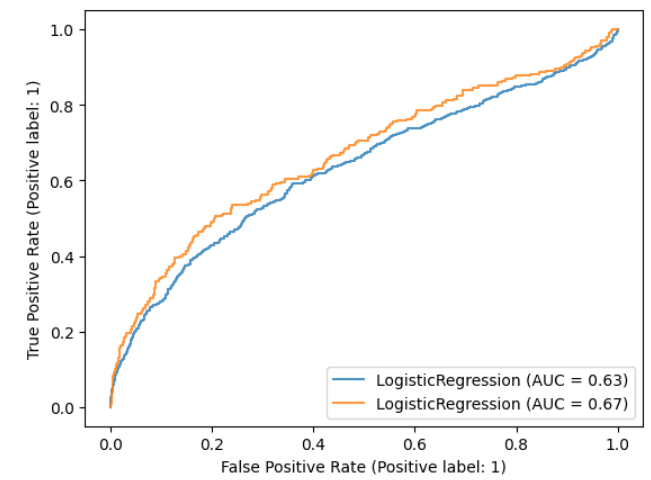 1.0
0.8
0.6
0.4
0.2
0.0
True Positive Rate (Positive label: 1)
LogisticRegression (AUC = 0.63)
LogisticRegression (AUC = 0.67)
0.0 0.2 0.4 0.6 0.8 1.0
False Positive Rate (Positive label: 1)